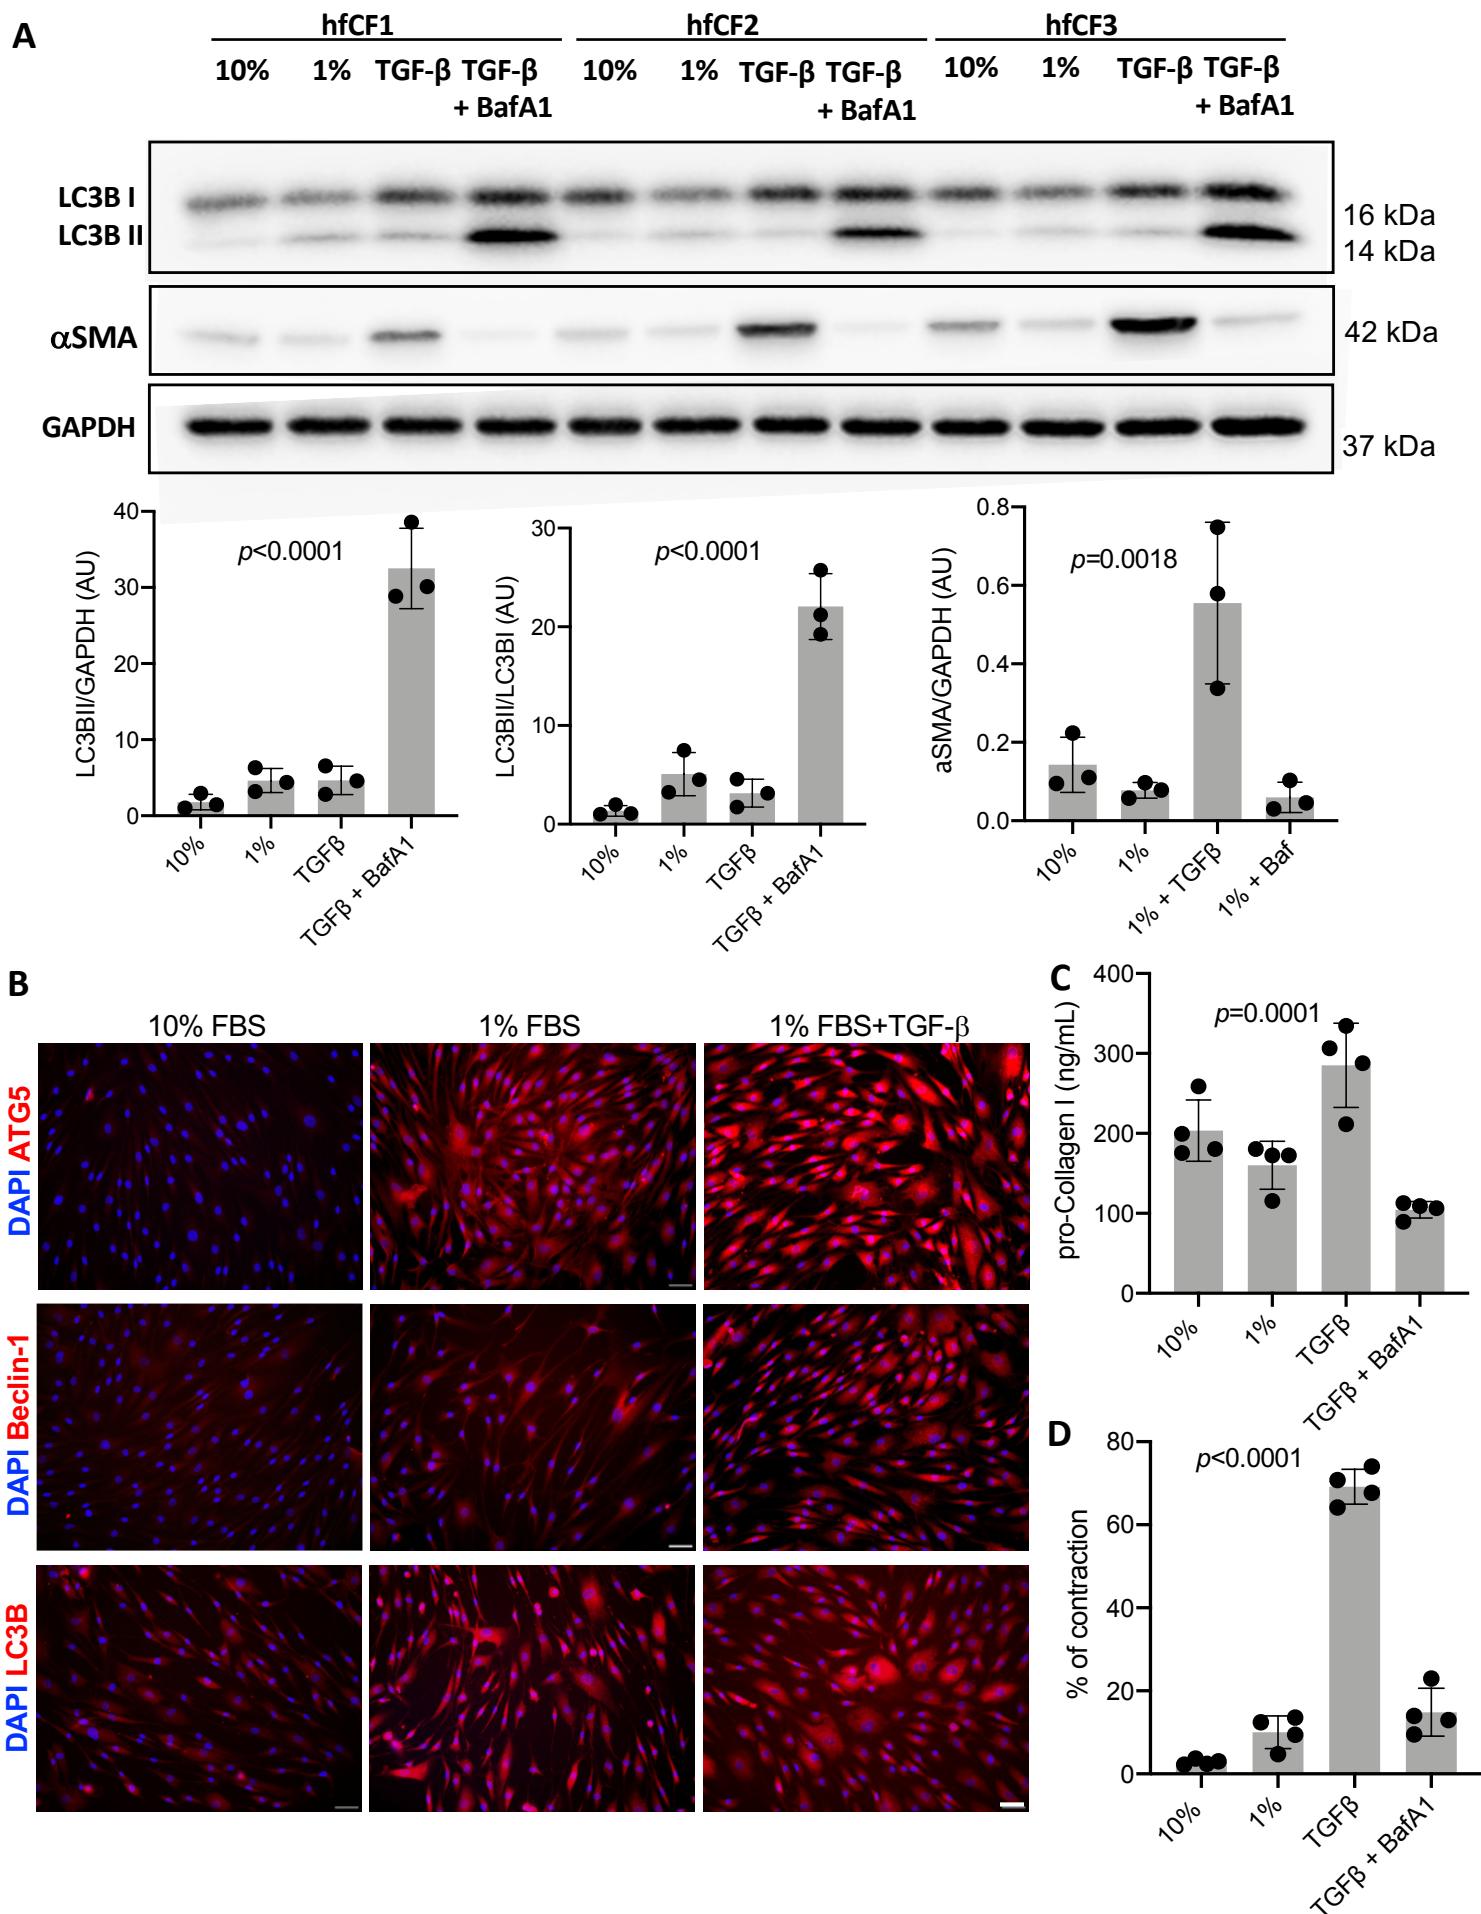 A
hfCF1 hfCF2 hfCF3
10% 1% TGF-β TGF-β + BafA1 10% 1% TGF-β TGF-β + BafA1 10% 1% TGF-β TGF-β + BafA1
LC3B I
LC3B II
16 kDa
14 kDa
αSMA
42 kDa
GAPDH
37 kDa
LC3BII/GAPDH (AU)
40
30
20
10
0
p<0.0001
10%
1%
TGFβ
TGFβ + BafA1
LC3BII/LC3BI (AU)
30
20
10
0
p<0.0001
10%
1%
TGFβ
TGFβ + BafA1
aSMA/GAPDH (AU)
0.8
0.6
0.4
0.2
0.0
p=0.0018
10%
1%
1% + TGFβ
1% + Baf
B
10% FBS 1% FBS 1% FBS+TGF-β
DAPI ATG5
DAPI Beclin-1
DAPI LC3B
C
pro-Collagen I (ng/mL)
400
300
200
100
0
p=0.0001
10%
1%
TGFβ
TGFβ + BafA1
D
% of contraction
80
60
40
20
0
p<0.0001
10%
1%
TGFβ
TGFβ + BafA1